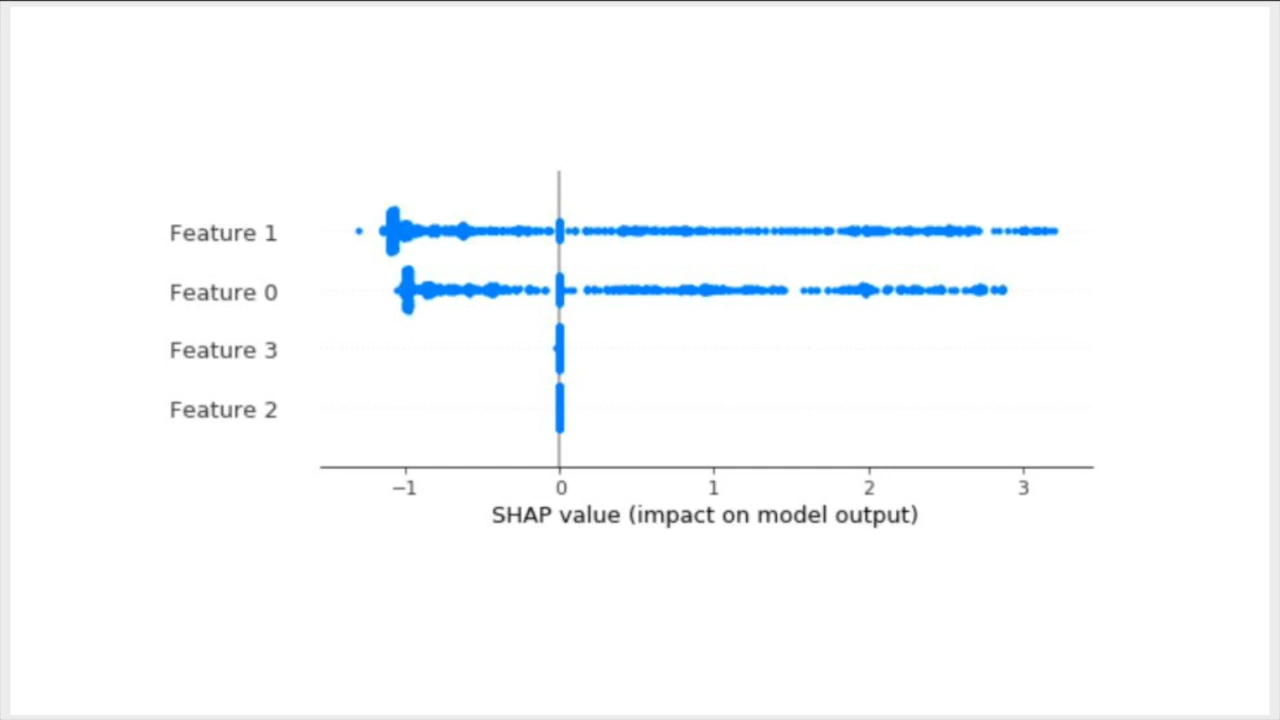 Feature 1
Feature 0
Feature 3
Feature 2
−1 0 1 2 3
SHAP value (impact on model output)